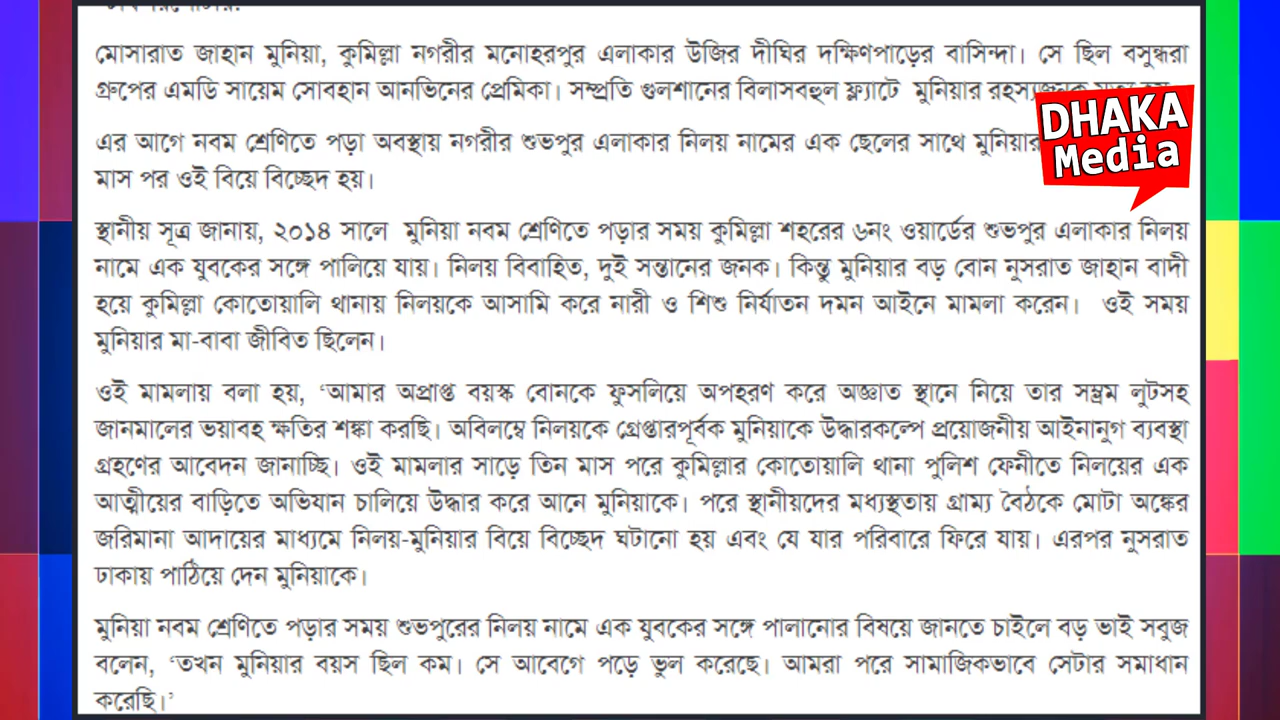 মোসারাত জাহান মুনিয়া, কুমিল্লা নগরীর মনোহরপুর এলাকার উজির দীঘির দক্ষিণপাড়ের বাসিন্দা। সে ছিল বসুন্ধরা
গ্রুপের এমডি সায়েম সোবহান আনভিনের প্রেমিকা। সম্প্রতি গুলশানের বিলাসবহুল ফ্ল্যাটে মুনিয়ার
DHAKA
Media
এর আগে নবম শ্রেণিতে পড়া অবস্থায় নগরীর শুভপুর এলাকার নিলয় নামের এক ছেলের সাথে মুনিয়ার
মাস পর ওই বিয়ে বিচ্ছেদ হয়।
স্থানীয় সূত্র জানায়, ২০১৪ সালে মুনিয়া নবম শ্রেণিতে পড়ার সময় কুমিল্লা শহরের ৬নং ওয়ার্ডের শুভপুর এলাকার নিলয়
নামে এক যুবকের সঙ্গে পালিয়ে যায়। নিলয় বিবাহিত, দুই সন্তানের জনক। কিন্তু মুনিয়ার বড় বোন নুসরাত জাহান বাদী
হয়ে কুমিল্লা কোতোয়ালি থানায় নিলয়কে আসামি করে নারী ও শিশু নির্যাতন দমন আইনে মামলা করেন। ওই সময়
মুনিয়ার মা-বাবা জীবিত ছিলেন।
ওই মামলায় বলা হয়, ‘আমার অপ্রাপ্ত বয়স্ক বোনকে ফুসলিয়ে অপহরণ করে অজ্ঞাত স্থানে নিয়ে তার সম্ভ্রম লুটসহ
জানমালের ভয়াবহ ক্ষতির শঙ্কা করছি। অবিলম্বে নিলয়কে গ্রেপ্তারপূর্বক মুনিয়াকে উদ্ধারকল্পে প্রয়োজনীয় আইনানুগ ব্যবস্থা
গ্রহণের আবেদন জানাচ্ছি। ওই মামলার সাড়ে তিন মাস পরে কুমিল্লার কোতোয়ালি থানা পুলিশ ফেনীতে নিলয়ের এক
আত্মীয়ের বাড়িতে অভিযান চালিয়ে উদ্ধার করে আনে মুনিয়াকে। পরে স্থানীয়দের মধ্যস্থতায় গ্রাম্য বৈঠকে মোটা অঙ্কের
জরিমানা আদায়ের মাধ্যমে নিলয়-মুনিয়ার বিয়ে বিচ্ছেদ ঘটানো হয় এবং যে যার পরিবারে ফিরে যায়। এরপর নুসরাত
ঢাকায় পাঠিয়ে দেন মুনিয়াকে।
মুনিয়া নবম শ্রেণিতে পড়ার সময় শুভপুরের নিলয় নামে এক যুবকের সঙ্গে পালানোর বিষয়ে জানতে চাইলে বড় ভাই সবুজ
বলেন, ‘তখন মুনিয়ার বয়স ছিল কম। সে আবেগে পড়ে ভুল করেছে। আমরা পরে সামাজিকভাবে সেটার সমাধান
করেছি।’